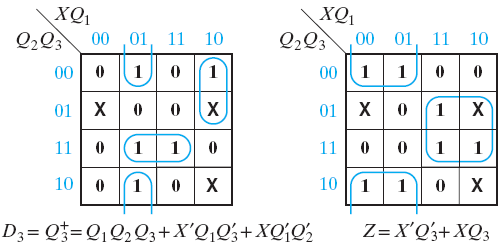 XQ₁ XQ₁
Q₂Q₃ 00 01 11 10 Q₂Q₃ 00 01 11 10
00 0 1 0 1 00 1 1 0 0
01 X 0 0 X 01 X 0 1 X
11 0 1 1 0 11 0 0 1 1
10 0 1 0 X 10 1 1 0 X
D₃ = Q₃⁺ = Q₁Q₂Q₃ + X′Q₁Q₃′ + XQ₁′Q₂′ Z = X′Q₃′ + XQ₃